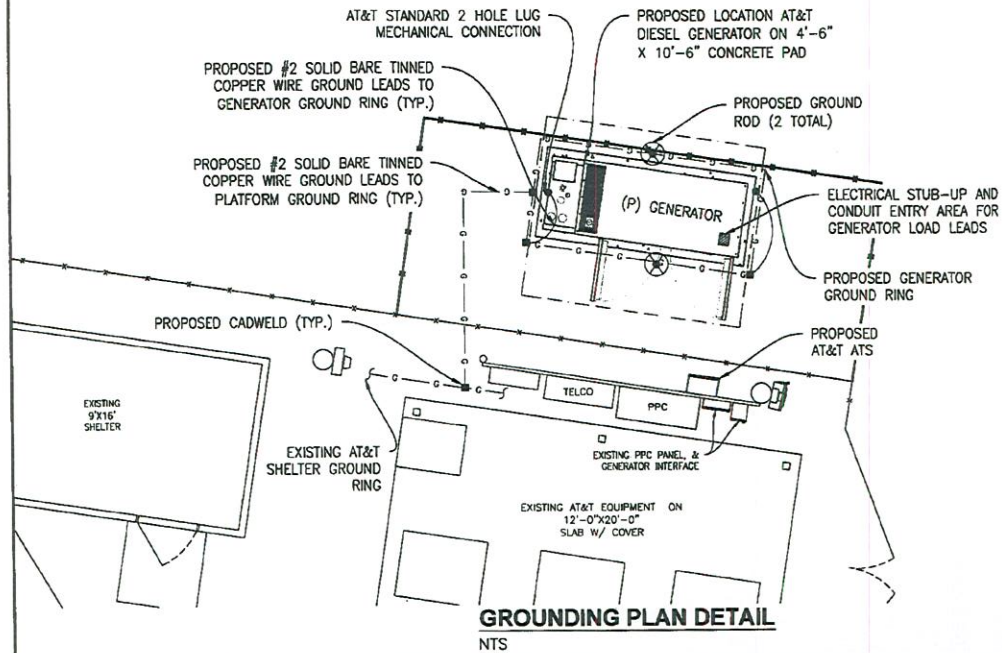 AT&T STANDARD 2 HOLE LUG
MECHANICAL CONNECTION
PROPOSED LOCATION AT&T
DIESEL GENERATOR ON 4'-6"
X 10'-6" CONCRETE PAD
PROPOSED #2 SOLID BARE TINNED
COPPER WIRE GROUND LEADS TO
GENERATOR GROUND RING (TYP.)
PROPOSED GROUND
ROD (2 TOTAL)
PROPOSED #2 SOLID BARE TINNED
COPPER WIRE GROUND LEADS TO
PLATFORM GROUND RING (TYP.)
(P) GENERATOR
ELECTRICAL STUB-UP AND
CONDUIT ENTRY AREA FOR
GENERATOR LOAD LEADS
PROPOSED GENERATOR
GROUND RING
PROPOSED CADWELD (TYP.)
PROPOSED
AT&T ATS
TELCO
PPC
EXISTING
9'X16'
SHELTER
EXISTING AT&T
SHELTER GROUND
RING
EXISTING PPC PANEL, &
GENERATOR INTERFACE
EXISTING AT&T EQUIPMENT ON
12'-0"X20'-0"
SLAB W/ COVER
GROUNDING PLAN DETAIL
NTS